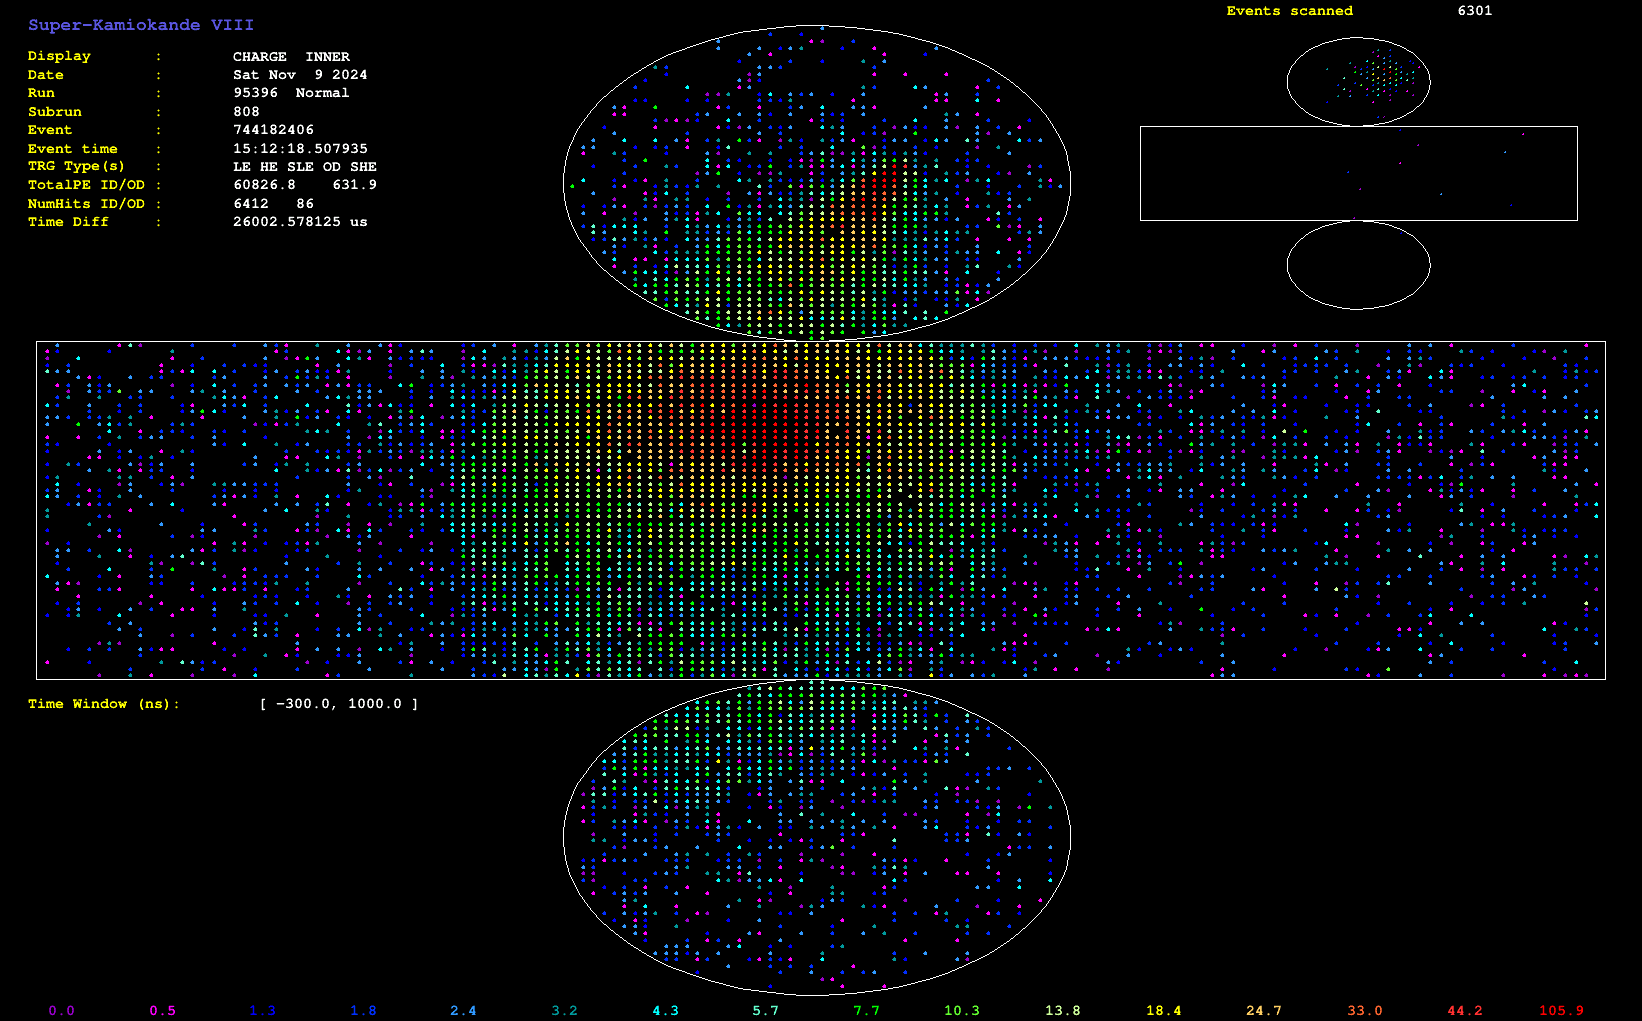 Super-Kamiokande VIII
Events scanned 6301
Display : CHARGE INNER
Date : Sat Nov 9 2024
Run : 95396 Normal
Subrun : 808
Event : 744182406
Event time : 15:12:18.507935
TRG Type(s) : LE HE SLE OD SHE
TotalPE ID/OD : 60826.8 631.9
NumHits ID/OD : 6412 86
Time Diff : 26002.578125 us
Time Window (ns): [ -300.0, 1000.0 ]
0.0 0.5 1.3 1.8 2.4 3.2 4.3 5.7 7.7 10.3 13.8 18.4 24.7 33.0 44.2 105.9